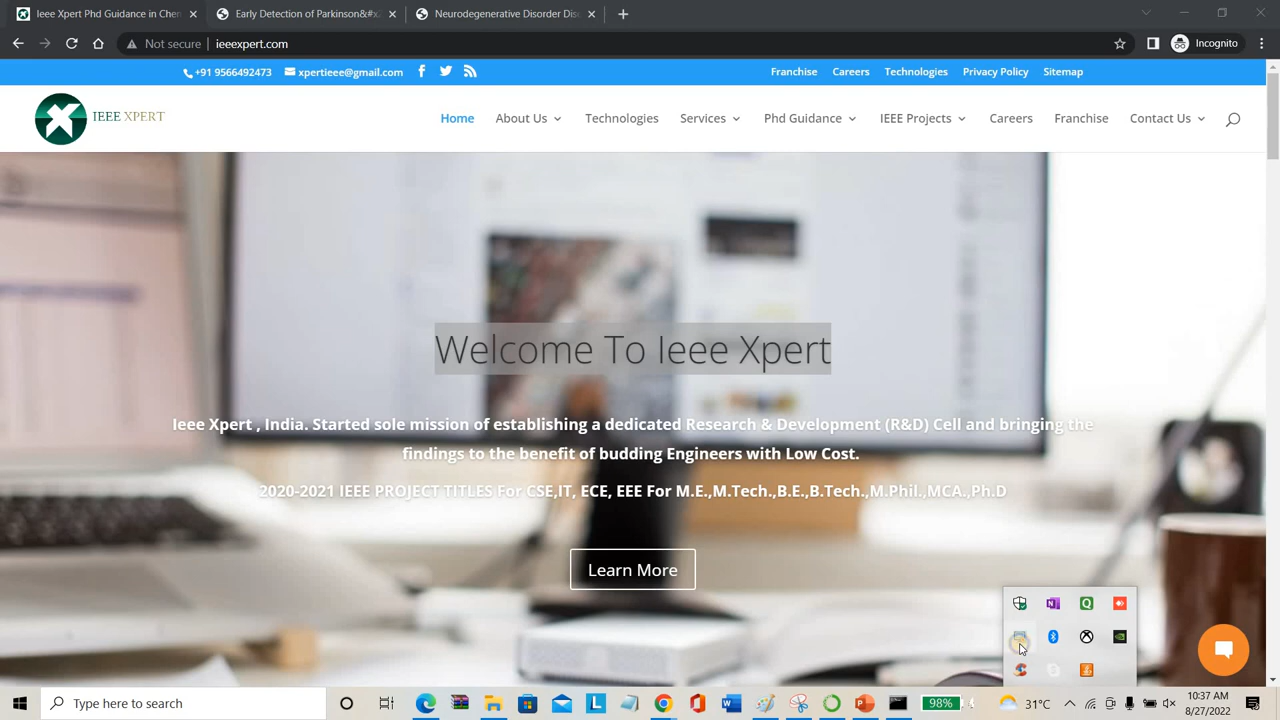 Ieee Xpert Phd Guidance in Chen
Early Detection of Parkinson&#x2
Neurodegenerative Disorder Dis
Not secure
ieeexpert.com
Incognito
+91 9566492473
xpertieee@gmail.com
Franchise
Careers
Technologies
Privacy Policy
Sitemap
IEEE XPERT
Home
About Us
Technologies
Services
Phd Guidance
IEEE Projects
Careers
Franchise
Contact Us
Welcome To Ieee Xpert
Ieee Xpert , India. Started sole mission of establishing a dedicated Research & Development (R&D) Cell and bringing the
findings to the benefit of budding Engineers with Low Cost.
2020-2021 IEEE PROJECT TITLES For CSE,IT, ECE, EEE For M.E.,M.Tech.,B.E.,B.Tech.,M.Phil.,MCA.,Ph.D
Learn More
Type here to search
98%
31°C
10:37 AM
8/27/2022